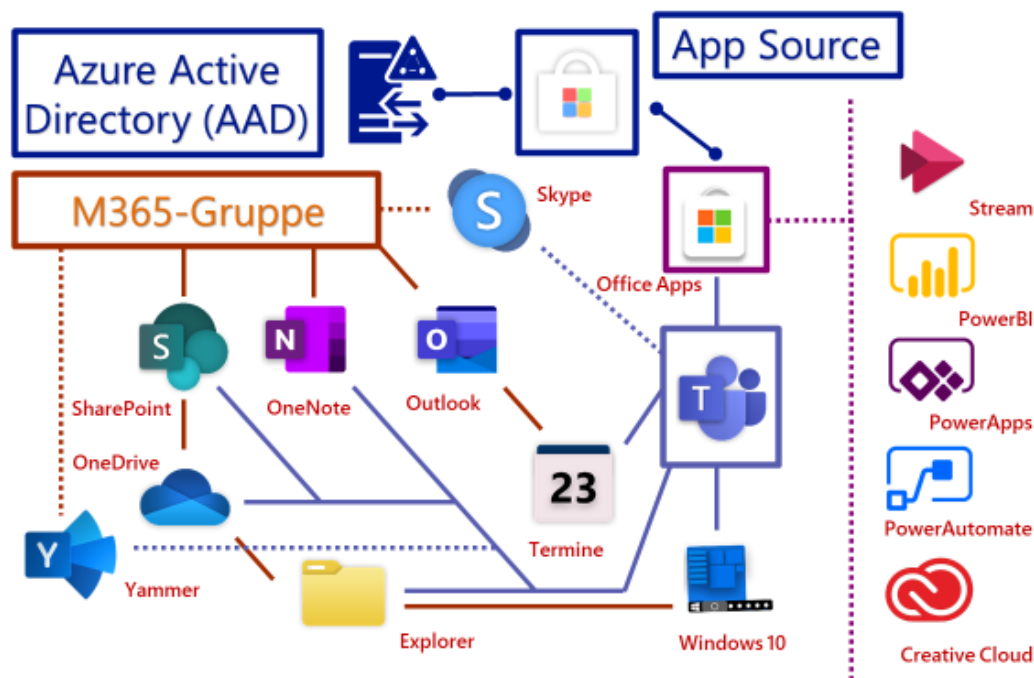 Azure Active
Directory (AAD)
App Source
M365-Gruppe
S
Skype
Stream
Office Apps
PowerBI
S
N
O
T
SharePoint
OneNote
Outlook
PowerApps
OneDrive
23
PowerAutomate
Termine
Y
Yammer
Explorer
Windows 10
Creative Cloud